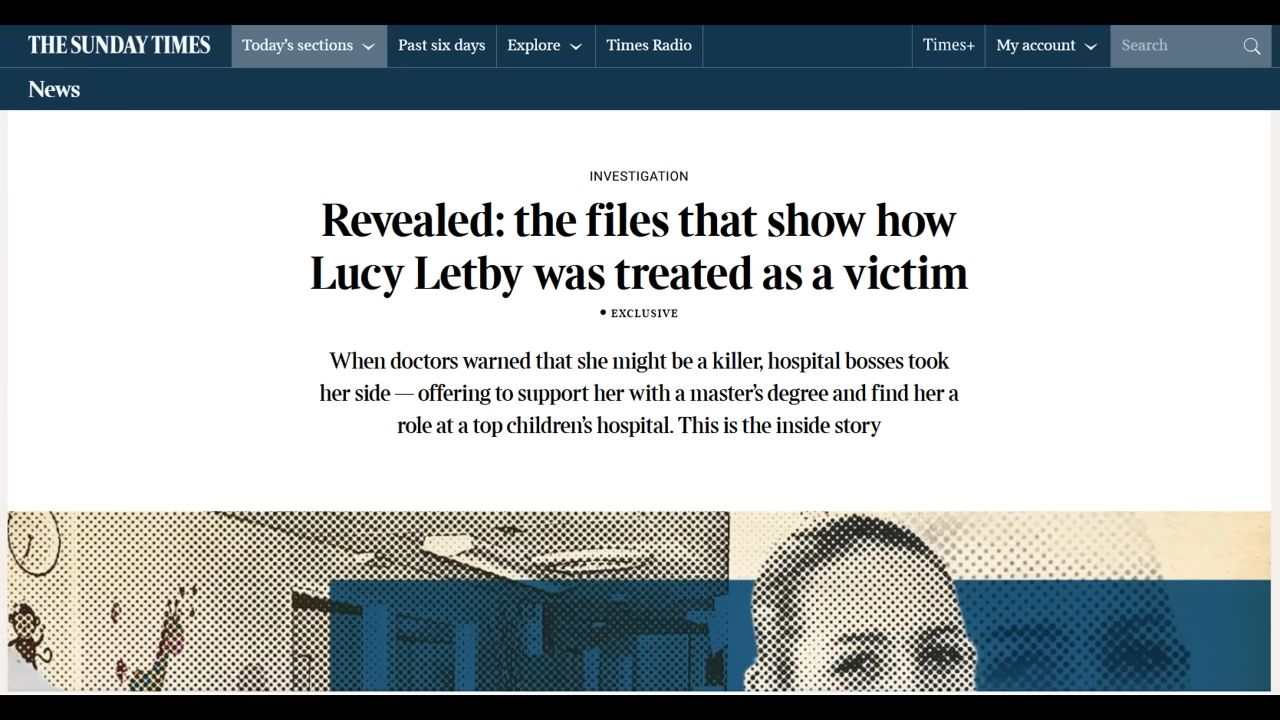 THE SUNDAY TIMES Today's sections Past six days Explore Times Radio Times+ My account Search
News
INVESTIGATION
Revealed: the files that show how
Lucy Letby was treated as a victim
• EXCLUSIVE
When doctors warned that she might be a killer, hospital bosses took
her side — offering to support her with a master's degree and find her a
role at a top children's hospital. This is the inside story